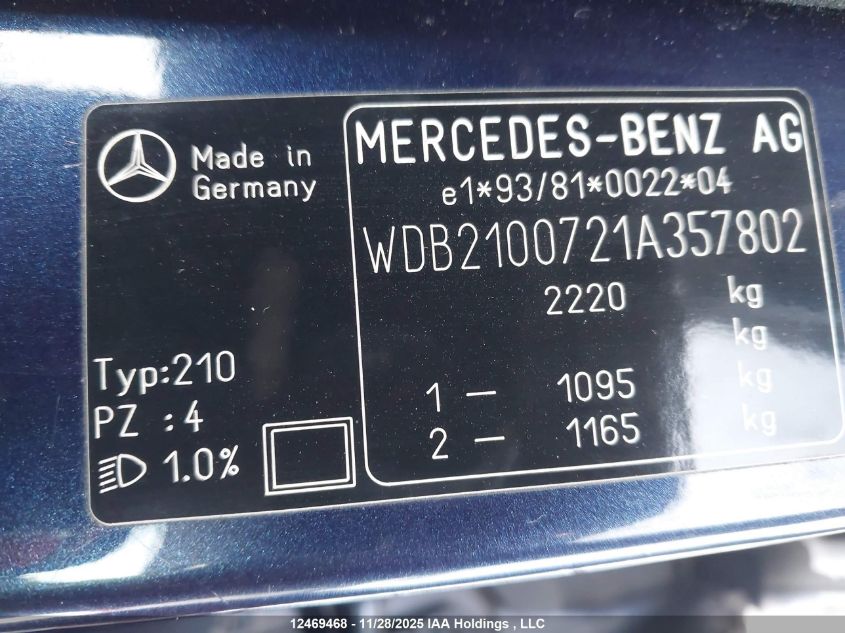 Made in
Germany
MERCEDES-BENZ AG
e1*93/81*0022*04
WDB2100721A357802
2220 kg
kg
1 - 1095 kg
2 - 1165 kg
Typ:210
PZ :4
1.0%
12469468 - 11/28/2025 IAA Holdings , LLC